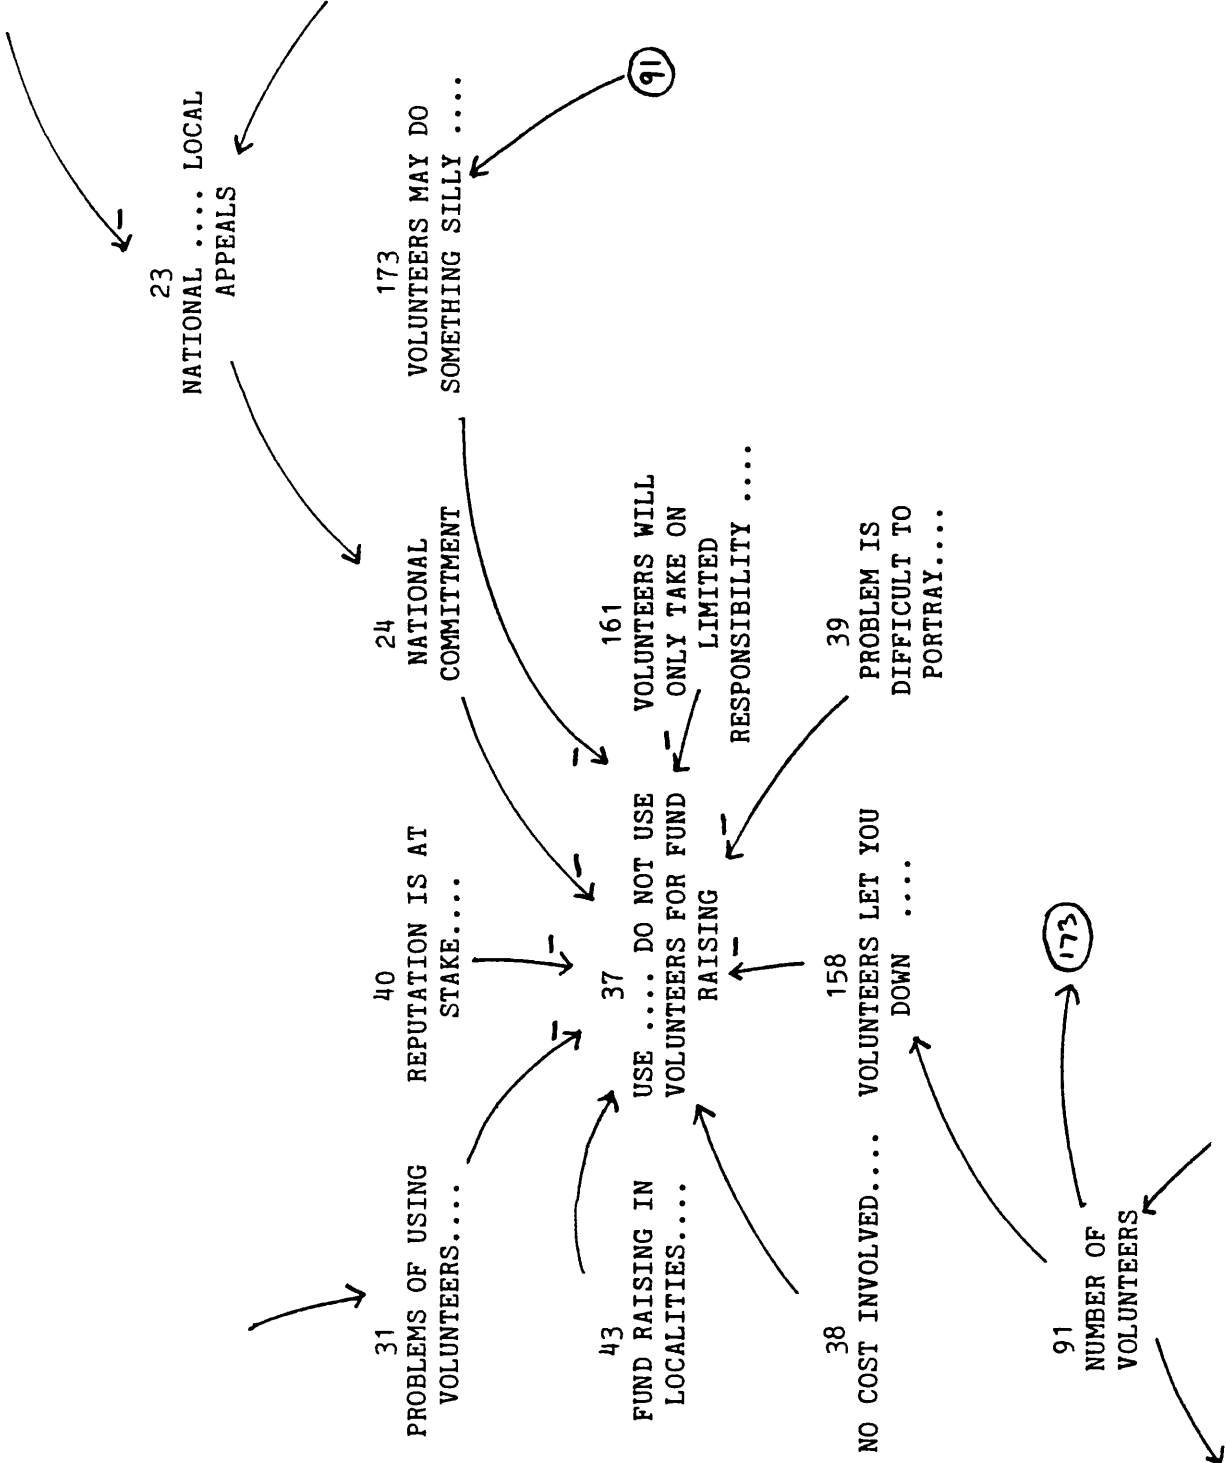 23
NATIONAL .... LOCAL
APPEALS
31
PROBLEMS OF USING
VOLUNTEERS....
40
REPUTATION IS AT
STAKE....
24
NATIONAL
COMMITTMENT
173
VOLUNTEERS MAY DO
SOMETHING SILLY ....
43
FUND RAISING IN
LOCALITIES....
37
USE .... DO NOT USE
VOLUNTEERS FOR FUND
RAISING
161
VOLUNTEERS WILL
ONLY TAKE ON
LIMITED
RESPONSIBILITY ....
91
38
NO COST INVOLVED....
158
VOLUNTEERS LET YOU
DOWN ....
39
PROBLEM IS
DIFFICULT TO
PORTRAY....
91
NUMBER OF
VOLUNTEERS
173